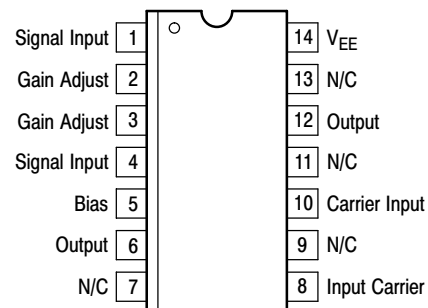 Signal Input 1
Gain Adjust 2
Gain Adjust 3
Signal Input 4
Bias 5
Output 6
N/C 7
14 VEE
13 N/C
12 Output
11 N/C
10 Carrier Input
9 N/C
8 Input Carrier